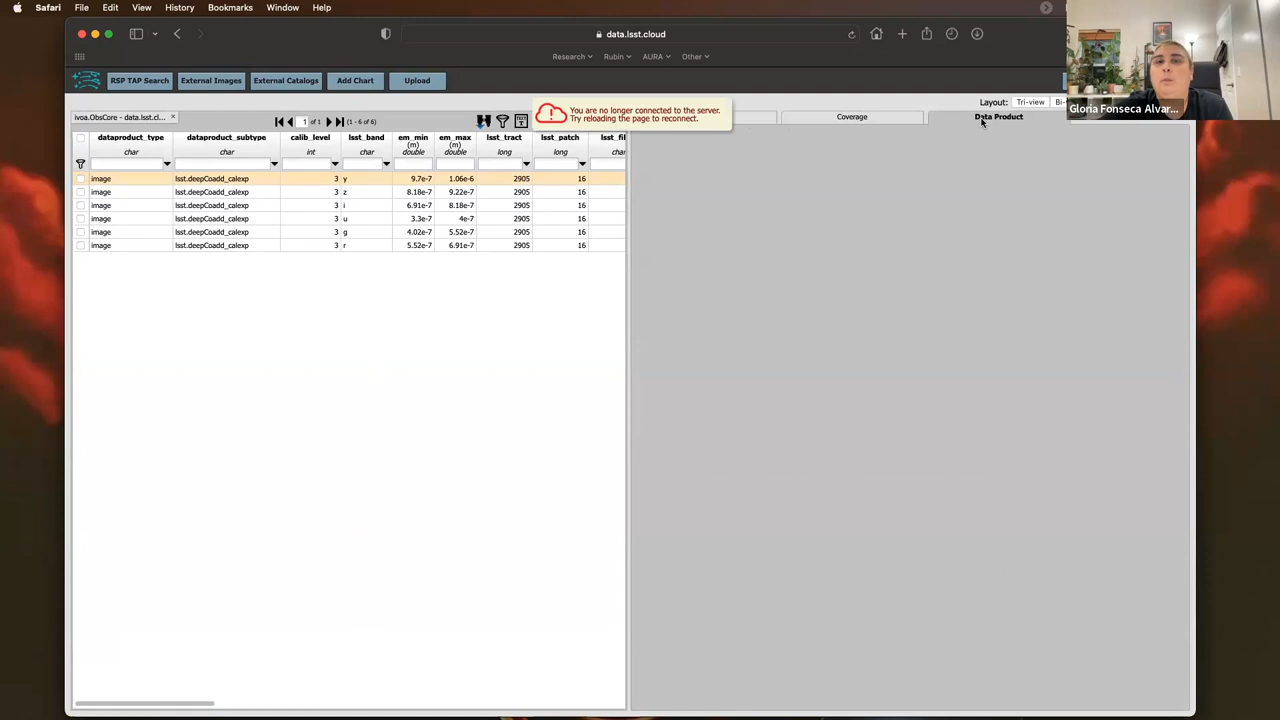 Safari File Edit View History Bookmarks Window Help
data.lsst.cloud
Research Rubin AURA Other
RSP TAP Search External Images External Catalogs Add Chart Upload
Gloria Fonseca Alvar...
Layout: Tri-view Bi-
You are no longer connected to the server.
Try reloading the page to reconnect.
ivoa.ObsCore - data.lsst.cl... 1 of 1 (1 - 6 of 6) Coverage Data Product
dataproduct_type dataproduct_subtype calib_level lsst_band em_min em_max lsst_tract lsst_patch lsst_fil
(m) (m)
char char int char double double long long char
image lsst.deepCoadd_calexp 3 y 9.7e-7 1.06e-6 2905 16
image lsst.deepCoadd_calexp 3 z 8.18e-7 9.22e-7 2905 16
image lsst.deepCoadd_calexp 3 i 6.91e-7 8.18e-7 2905 16
image lsst.deepCoadd_calexp 3 u 3.3e-7 4e-7 2905 16
image lsst.deepCoadd_calexp 3 g 4.02e-7 5.52e-7 2905 16
image lsst.deepCoadd_calexp 3 r 5.52e-7 6.91e-7 2905 16